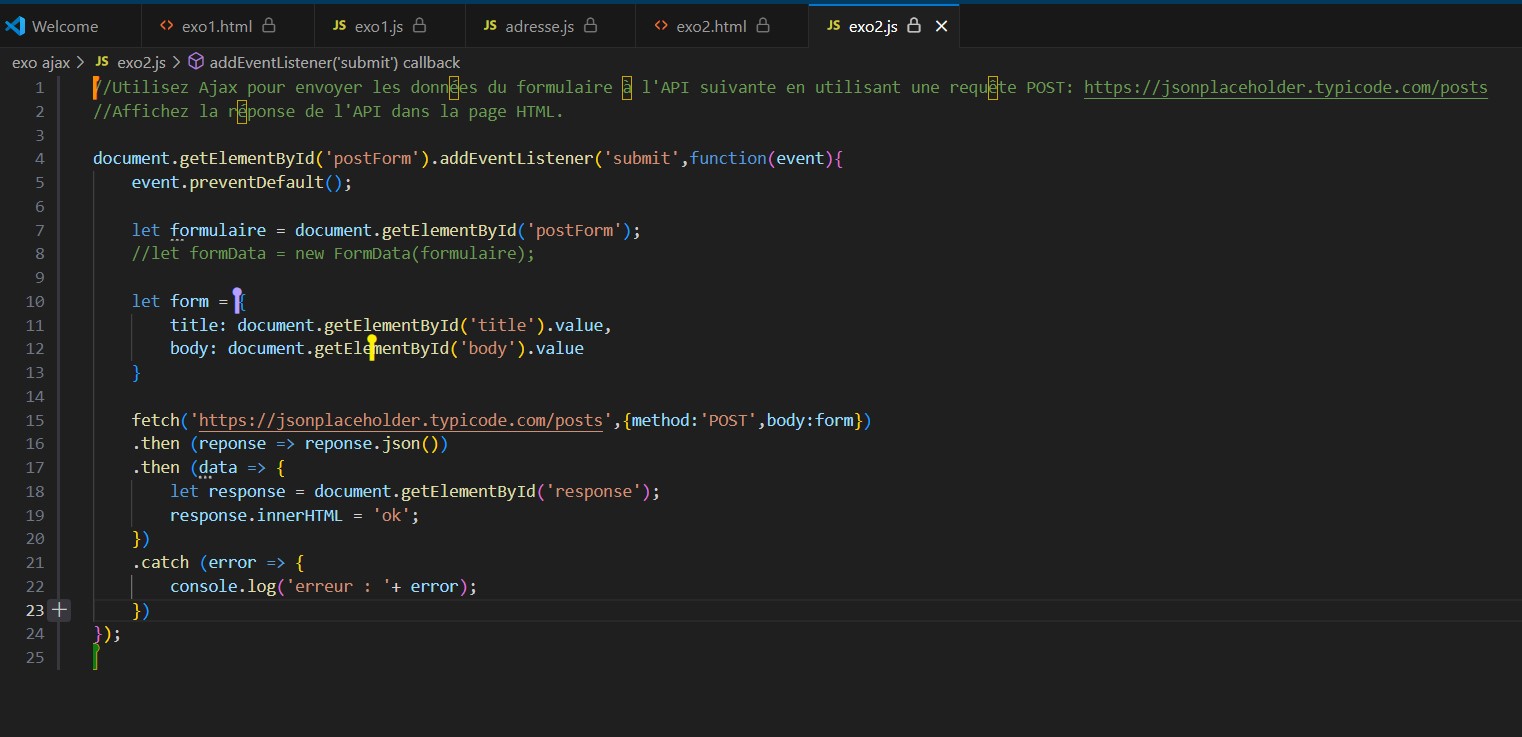 Welcome exo1.html exo1.js adresse.js exo2.html exo2.js
exo ajax > exo2.js > addEventListener('submit') callback
1 //Utilisez Ajax pour envoyer les données du formulaire à l'API suivante en utilisant une requête POST: https://jsonplaceholder.typicode.com/posts
2 //Affichez la réponse de l'API dans la page HTML.
3
4 document.getElementById('postForm').addEventListener('submit',function(event){
5     event.preventDefault();
6
7     let formulaire = document.getElementById('postForm');
8     //let formData = new FormData(formulaire);
9
10     let form = {
11         title: document.getElementById('title').value,
12         body: document.getElementById('body').value
13     }
14
15     fetch('https://jsonplaceholder.typicode.com/posts',{method:'POST',body:form})
16     .then (reponse => reponse.json())
17     .then (data => {
18         let response = document.getElementById('response');
19         response.innerHTML = 'ok';
20     })
21     .catch (error => {
22         console.log('erreur : '+ error);
23     })
24 });
25